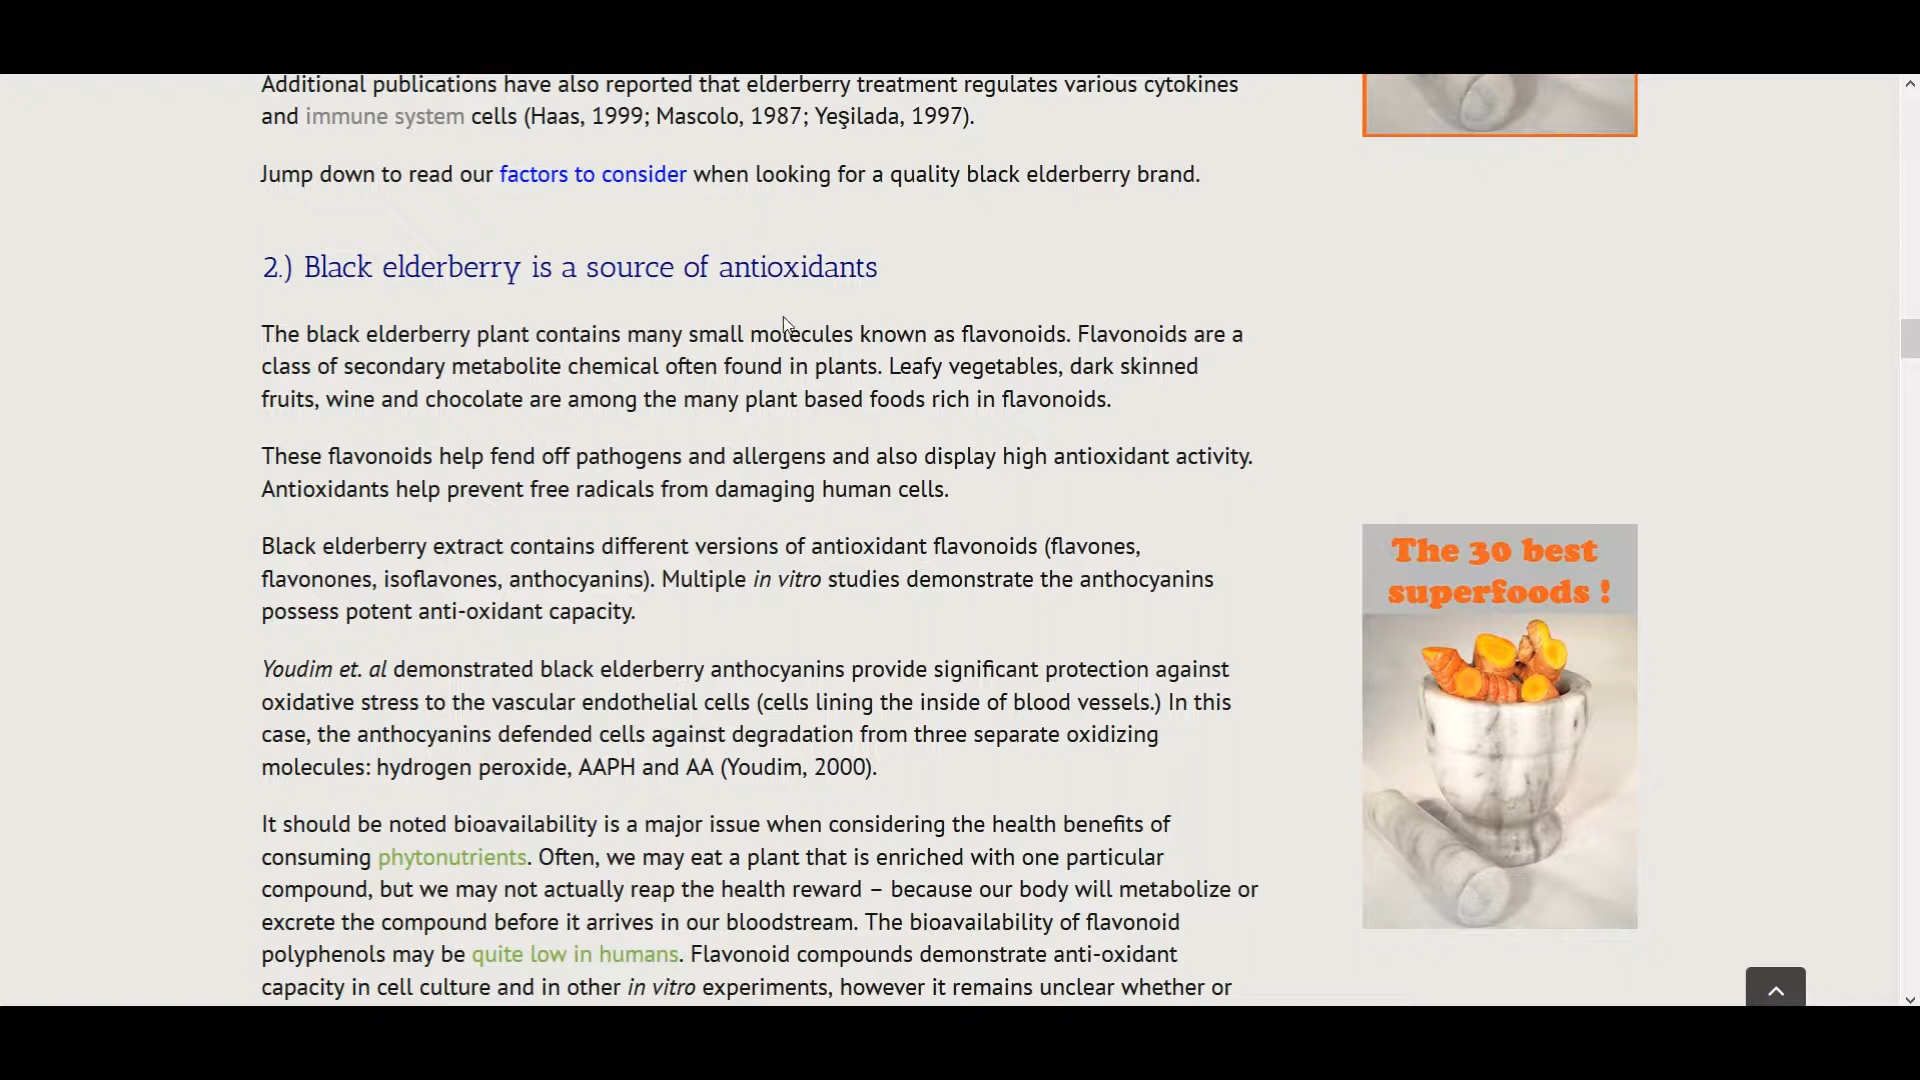 Additional publications have also reported that elderberry treatment regulates various cytokines
and immune system cells (Haas, 1999; Mascolo, 1987; Yeşilada, 1997).
Jump down to read our factors to consider when looking for a quality black elderberry brand.
2.) Black elderberry is a source of antioxidants
The black elderberry plant contains many small molecules known as flavonoids. Flavonoids are a
class of secondary metabolite chemical often found in plants. Leafy vegetables, dark skinned
fruits, wine and chocolate are among the many plant based foods rich in flavonoids.
These flavonoids help fend off pathogens and allergens and also display high antioxidant activity.
Antioxidants help prevent free radicals from damaging human cells.
Black elderberry extract contains different versions of antioxidant flavonoids (flavones,
flavonones, isoflavones, anthocyanins). Multiple in vitro studies demonstrate the anthocyanins
possess potent anti-oxidant capacity.
Youdim et. al demonstrated black elderberry anthocyanins provide significant protection against
oxidative stress to the vascular endothelial cells (cells lining the inside of blood vessels.) In this
case, the anthocyanins defended cells against degradation from three separate oxidizing
molecules: hydrogen peroxide, AAPH and AA (Youdim, 2000).
It should be noted bioavailability is a major issue when considering the health benefits of
consuming phytonutrients. Often, we may eat a plant that is enriched with one particular
compound, but we may not actually reap the health reward – because our body will metabolize or
excrete the compound before it arrives in our bloodstream. The bioavailability of flavonoid
polyphenols may be quite low in humans. Flavonoid compounds demonstrate anti-oxidant
capacity in cell culture and in other in vitro experiments, however it remains unclear whether or
The 30 best
superfoods !